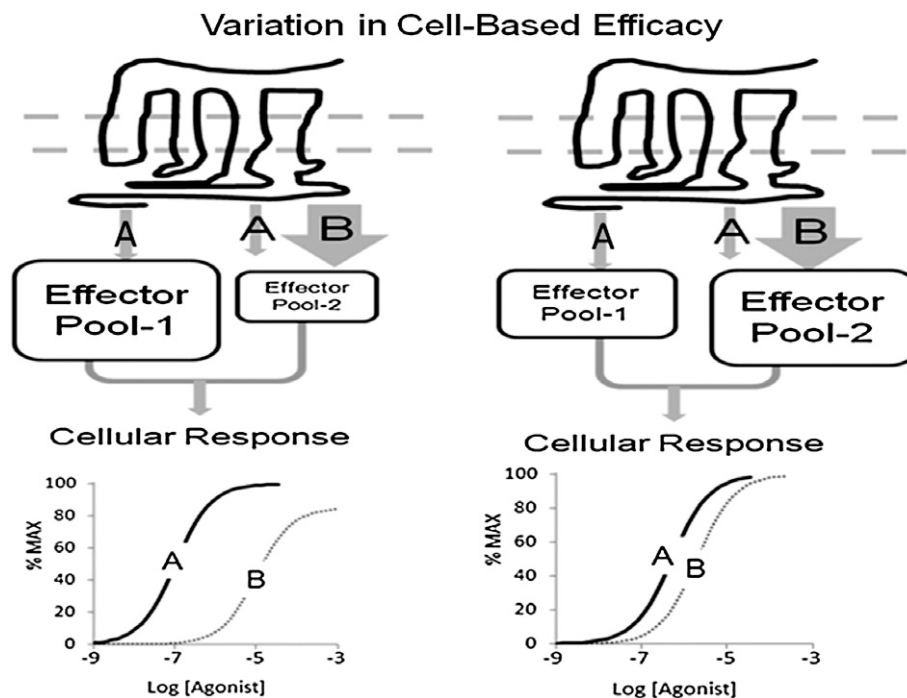 Variation in Cell-Based Efficacy
A
A
B
Effector
Pool-1
Effector
Pool-2
Cellular Response
100
80
60
40
20
0
% MAX
A
B
-9
-7
-5
-3
Log [Agonist]
A
A
B
Effector
Pool-1
Effector
Pool-2
Cellular Response
100
80
60
40
20
0
% MAX
A
B
-9
-7
-5
-3
Log [Agonist]